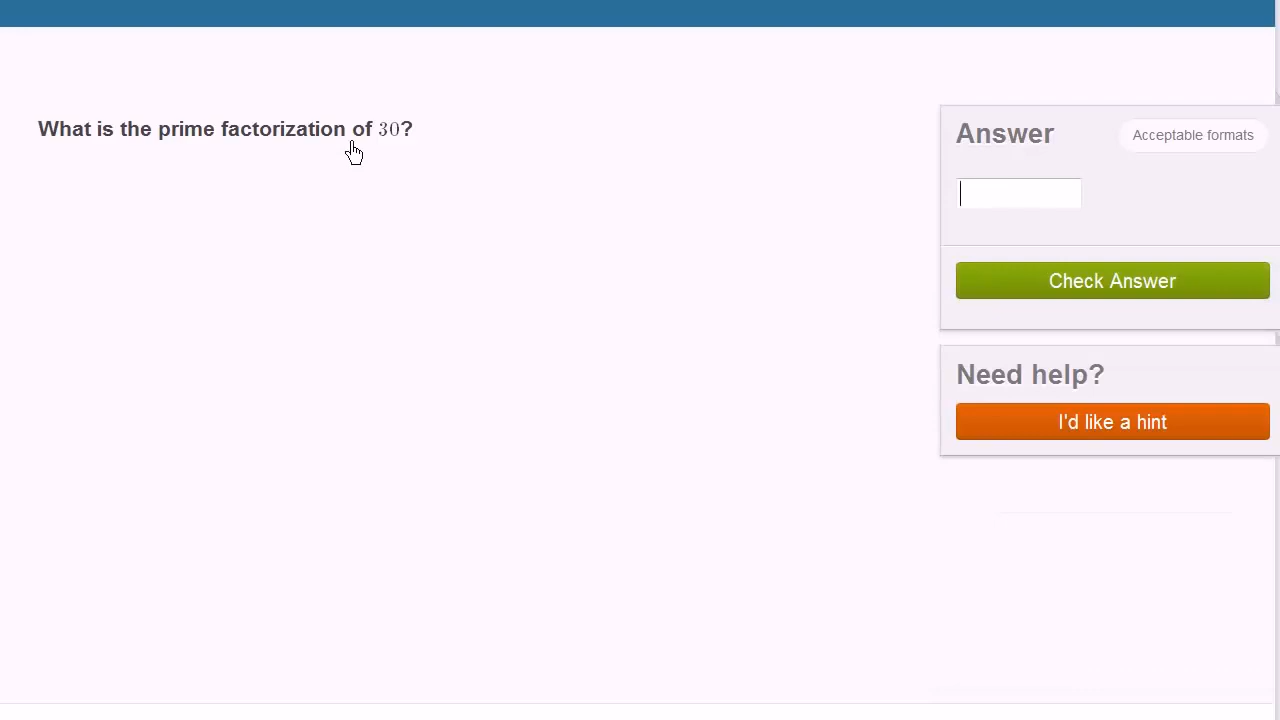 What is the prime factorization of 30?
Answer
Acceptable formats
Check Answer
Need help?
I'd like a hint